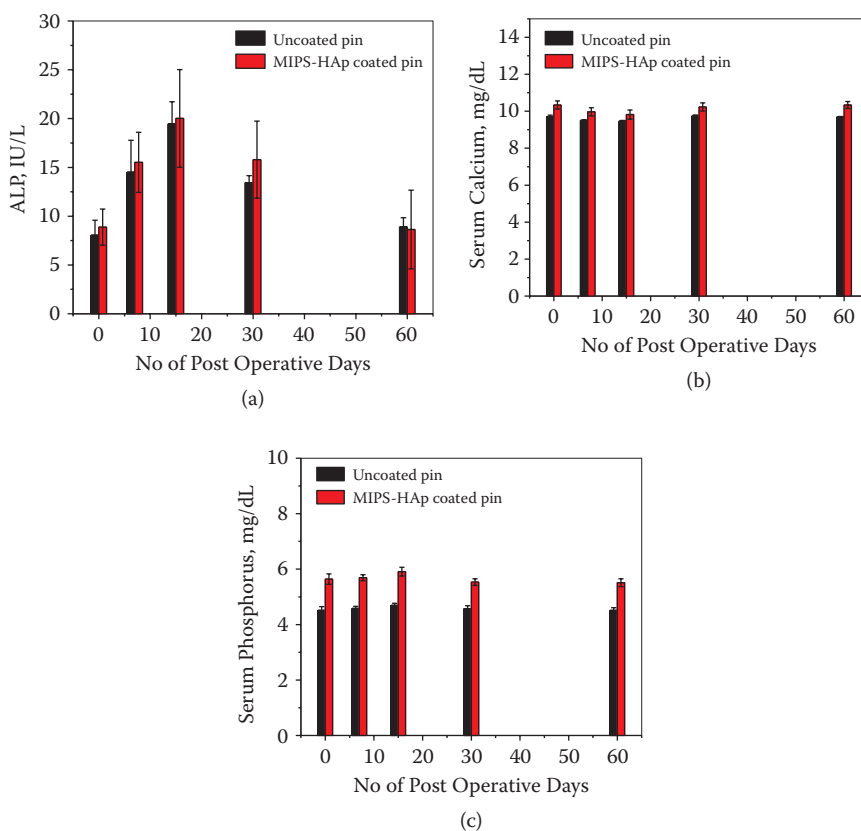 30
25
20
15
10
5
0
ALP, IU/L
Uncoated pin
MIPS-HAp coated pin
0 10 20 30 40 50 60
No of Post Operative Days
(a)
14
12
10
8
6
4
2
0
Serum Calcium, mg/dL
Uncoated pin
MIPS-HAp coated pin
0 10 20 30 40 50 60
No of Post Operative Days
(b)
10
8
6
4
2
0
Serum Phosphorus, mg/dL
Uncoated pin
MIPS-HAp coated pin
0 10 20 30 40 50 60
No of Post Operative Days
(c)